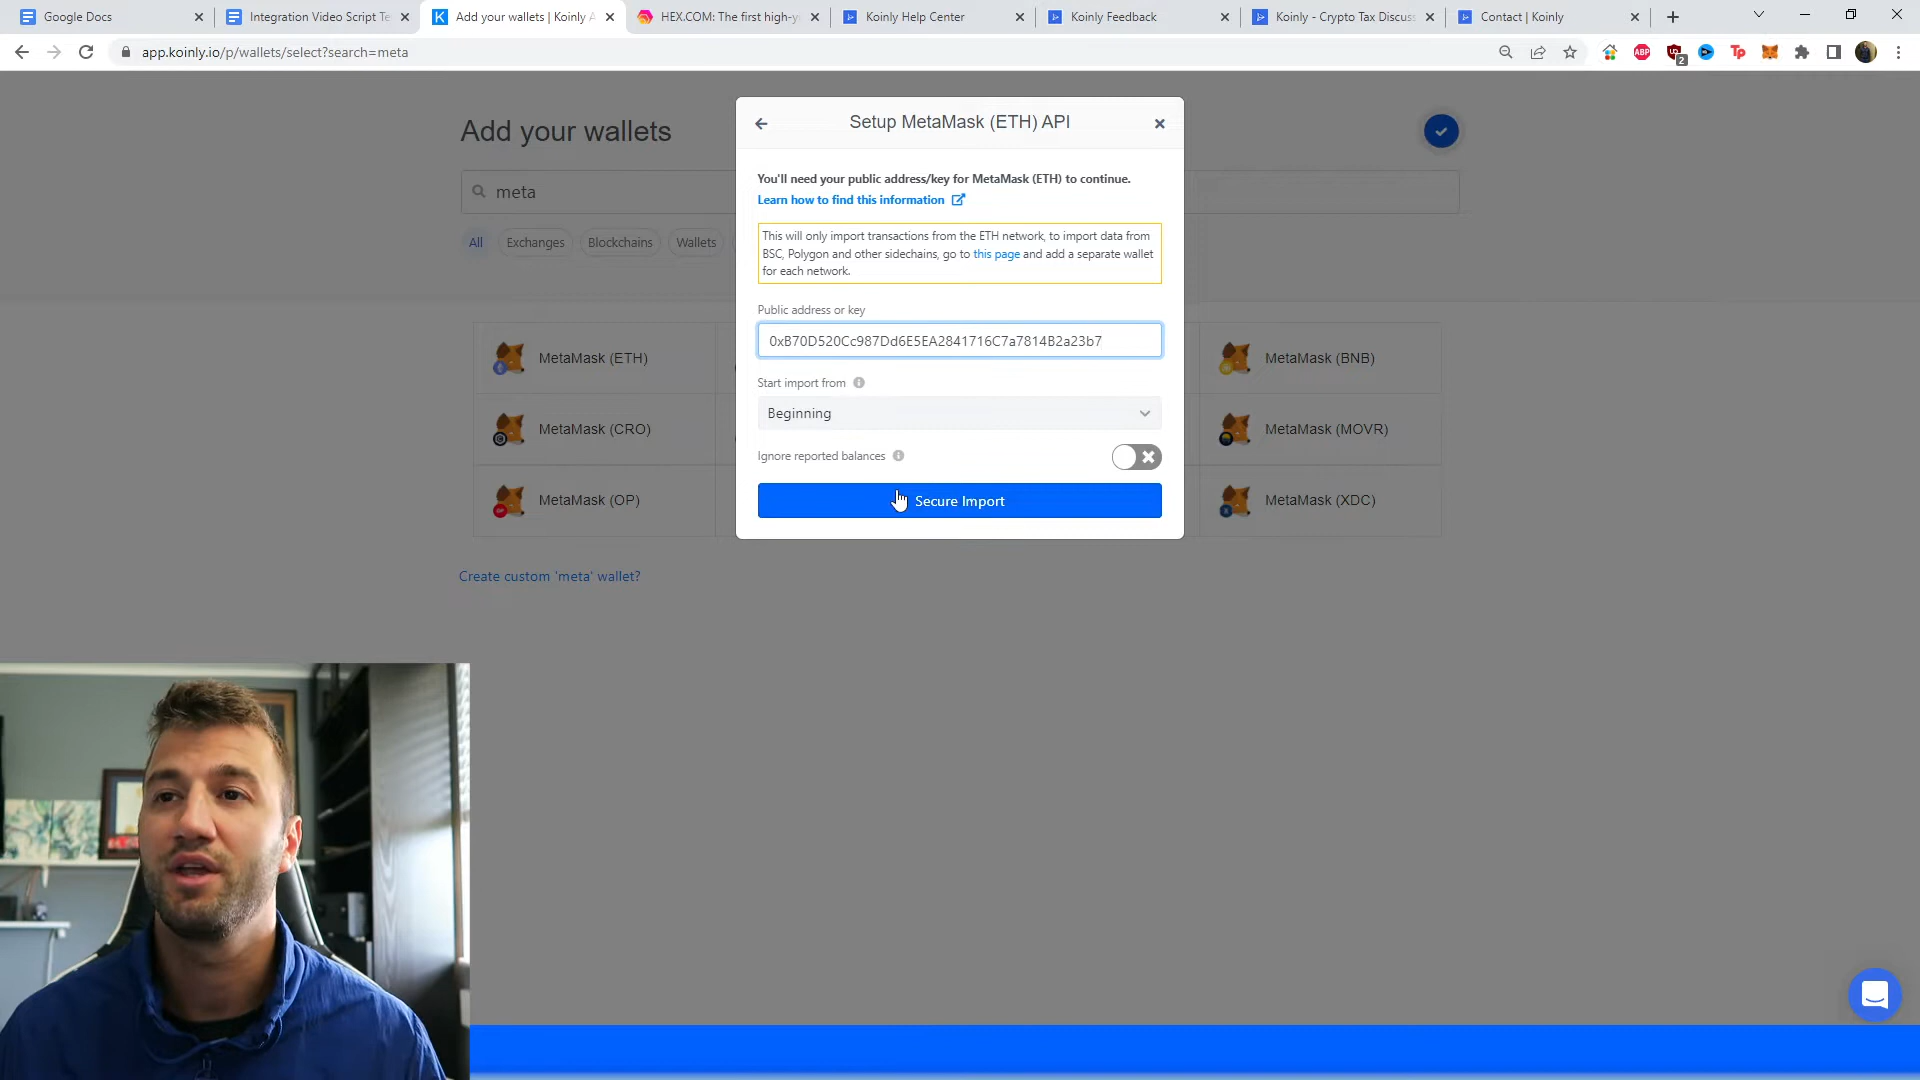 Google Docs
Integration Video Script Te
Add your wallets | Koinly A
HEX.COM: The first high-y
Koinly Help Center
Koinly Feedback
Koinly - Crypto Tax Discuss
Contact | Koinly
app.koinly.io/p/wallets/select?search=meta
ABP
2
Tp
Add your wallets
meta
All
Exchanges
Blockchains
Wallets
MetaMask (ETH)
MetaMask (BNB)
MetaMask (CRO)
MetaMask (MOVR)
MetaMask (OP)
MetaMask (XDC)
Create custom 'meta' wallet?
Setup MetaMask (ETH) API
You'll need your public address/key for MetaMask (ETH) to continue.
Learn how to find this information
This will only import transactions from the ETH network, to import data from
BSC, Polygon and other sidechains, go to this page and add a separate wallet
for each network.
Public address or key
0xB70D520Cc987Dd6E5EA2841716C7a7814B2a23b7
Start import from
Beginning
Ignore reported balances
Secure Import